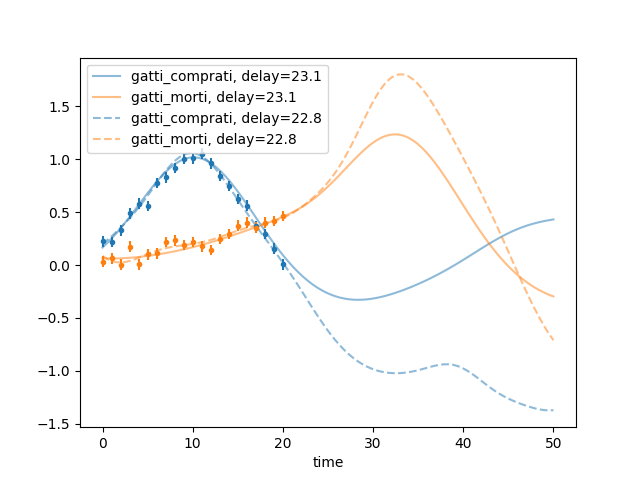 gatti_comprati, delay=23.1
gatti_morti, delay=23.1
gatti_comprati, delay=22.8
gatti_morti, delay=22.8
1.5
1.0
0.5
0.0
−0.5
−1.0
−1.5
0 10 20 30 40 50
time